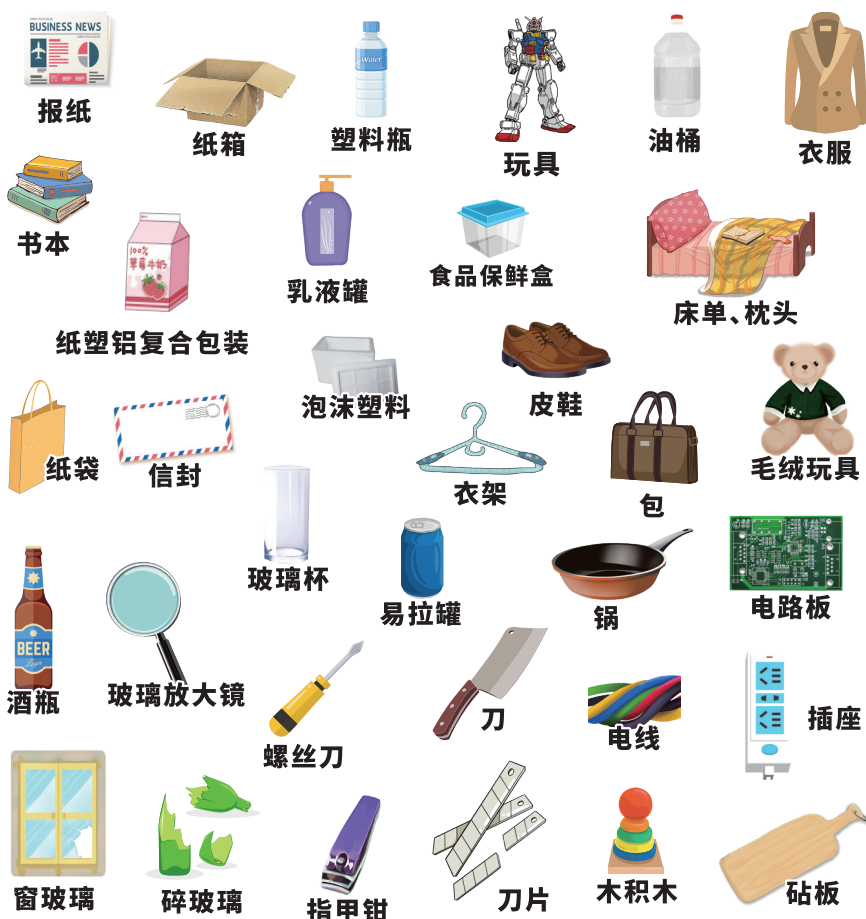 BUSINESS NEWS
报纸
纸箱
Water
塑料瓶
玩具
油桶
衣服
书本
100%
草莓牛奶
纸塑铝复合包装
乳液罐
食品保鲜盒
床单、枕头
泡沫塑料
皮鞋
毛绒玩具
纸袋
信封
衣架
包
玻璃杯
易拉罐
锅
电路板
BEER
Lager
酒瓶
玻璃放大镜
螺丝刀
刀
电线
插座
窗玻璃
碎玻璃
指甲钳
刀片
木积木
砧板